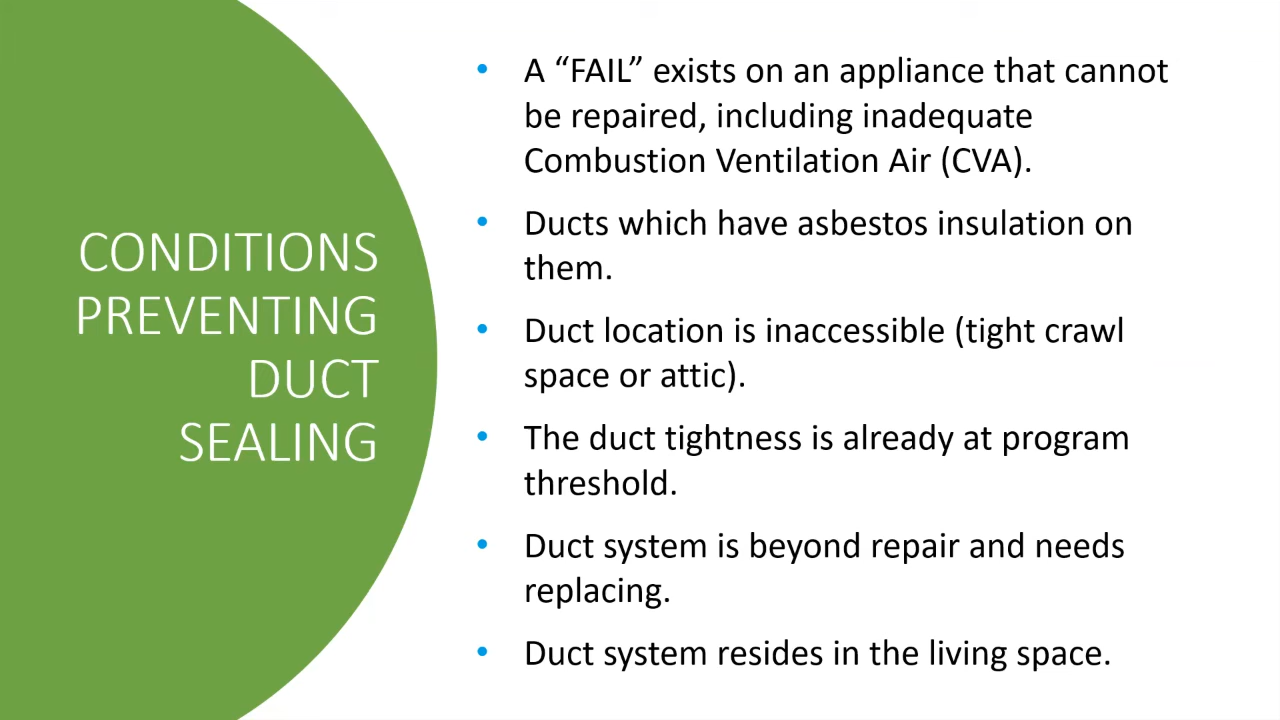 CONDITIONS
PREVENTING
DUCT
SEALING
• A “FAIL” exists on an appliance that cannot
be repaired, including inadequate
Combustion Ventilation Air (CVA).
• Ducts which have asbestos insulation on
them.
• Duct location is inaccessible (tight crawl
space or attic).
• The duct tightness is already at program
threshold.
• Duct system is beyond repair and needs
replacing.
• Duct system resides in the living space.